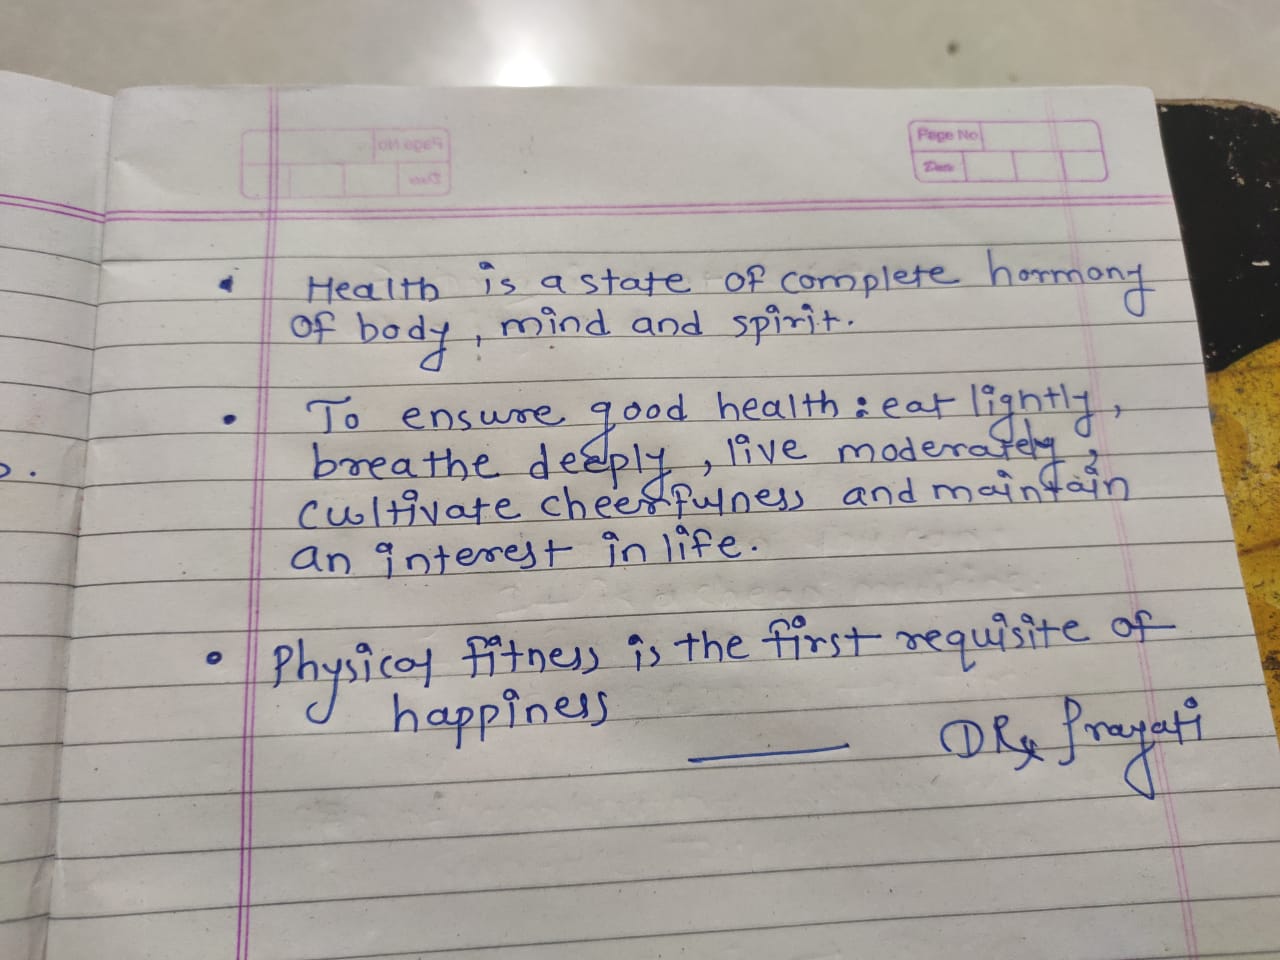 Page No
Date
• Health is a state of complete hormony
of body, mind and spirit.
• To ensure good health : eat lightly,
breathe deeply, live moderately,
cultivate cheerfulness and maintain
an interest in life.
• Physical fitness is the first requisite of
happiness
DRx Prayati